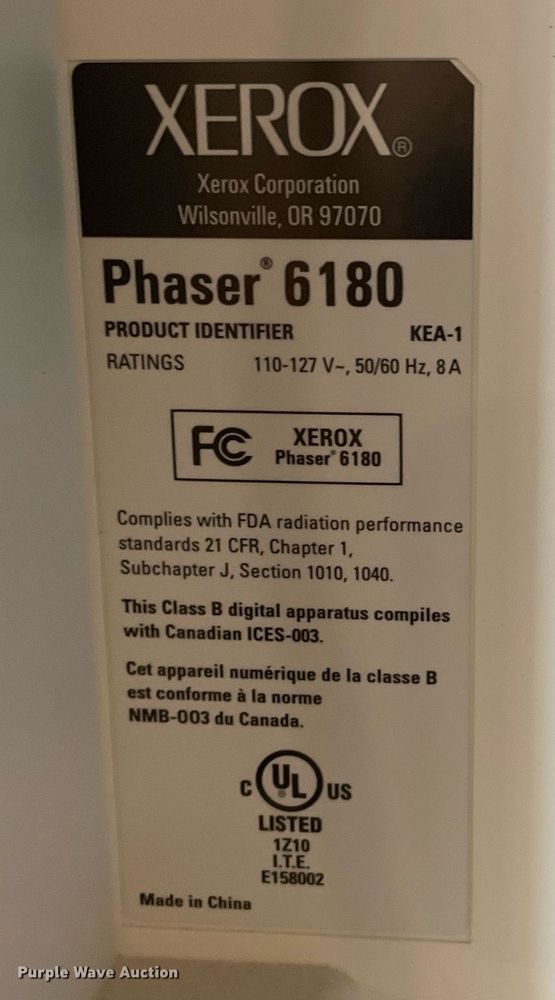 XEROX®
Xerox Corporation
Wilsonville, OR 97070
Phaser® 6180
PRODUCT IDENTIFIER KEA-1
RATINGS 110-127 V~, 50/60 Hz, 8 A
FC XEROX
Phaser® 6180
Complies with FDA radiation performance
standards 21 CFR, Chapter 1,
Subchapter J, Section 1010, 1040.
This Class B digital apparatus compiles
with Canadian ICES-003.
Cet appareil numérique de la classe B
est conforme à la norme
NMB-003 du Canada.
C UL® US
LISTED
1Z10
I.T.E.
E158002
Made in China
Purple Wave Auction